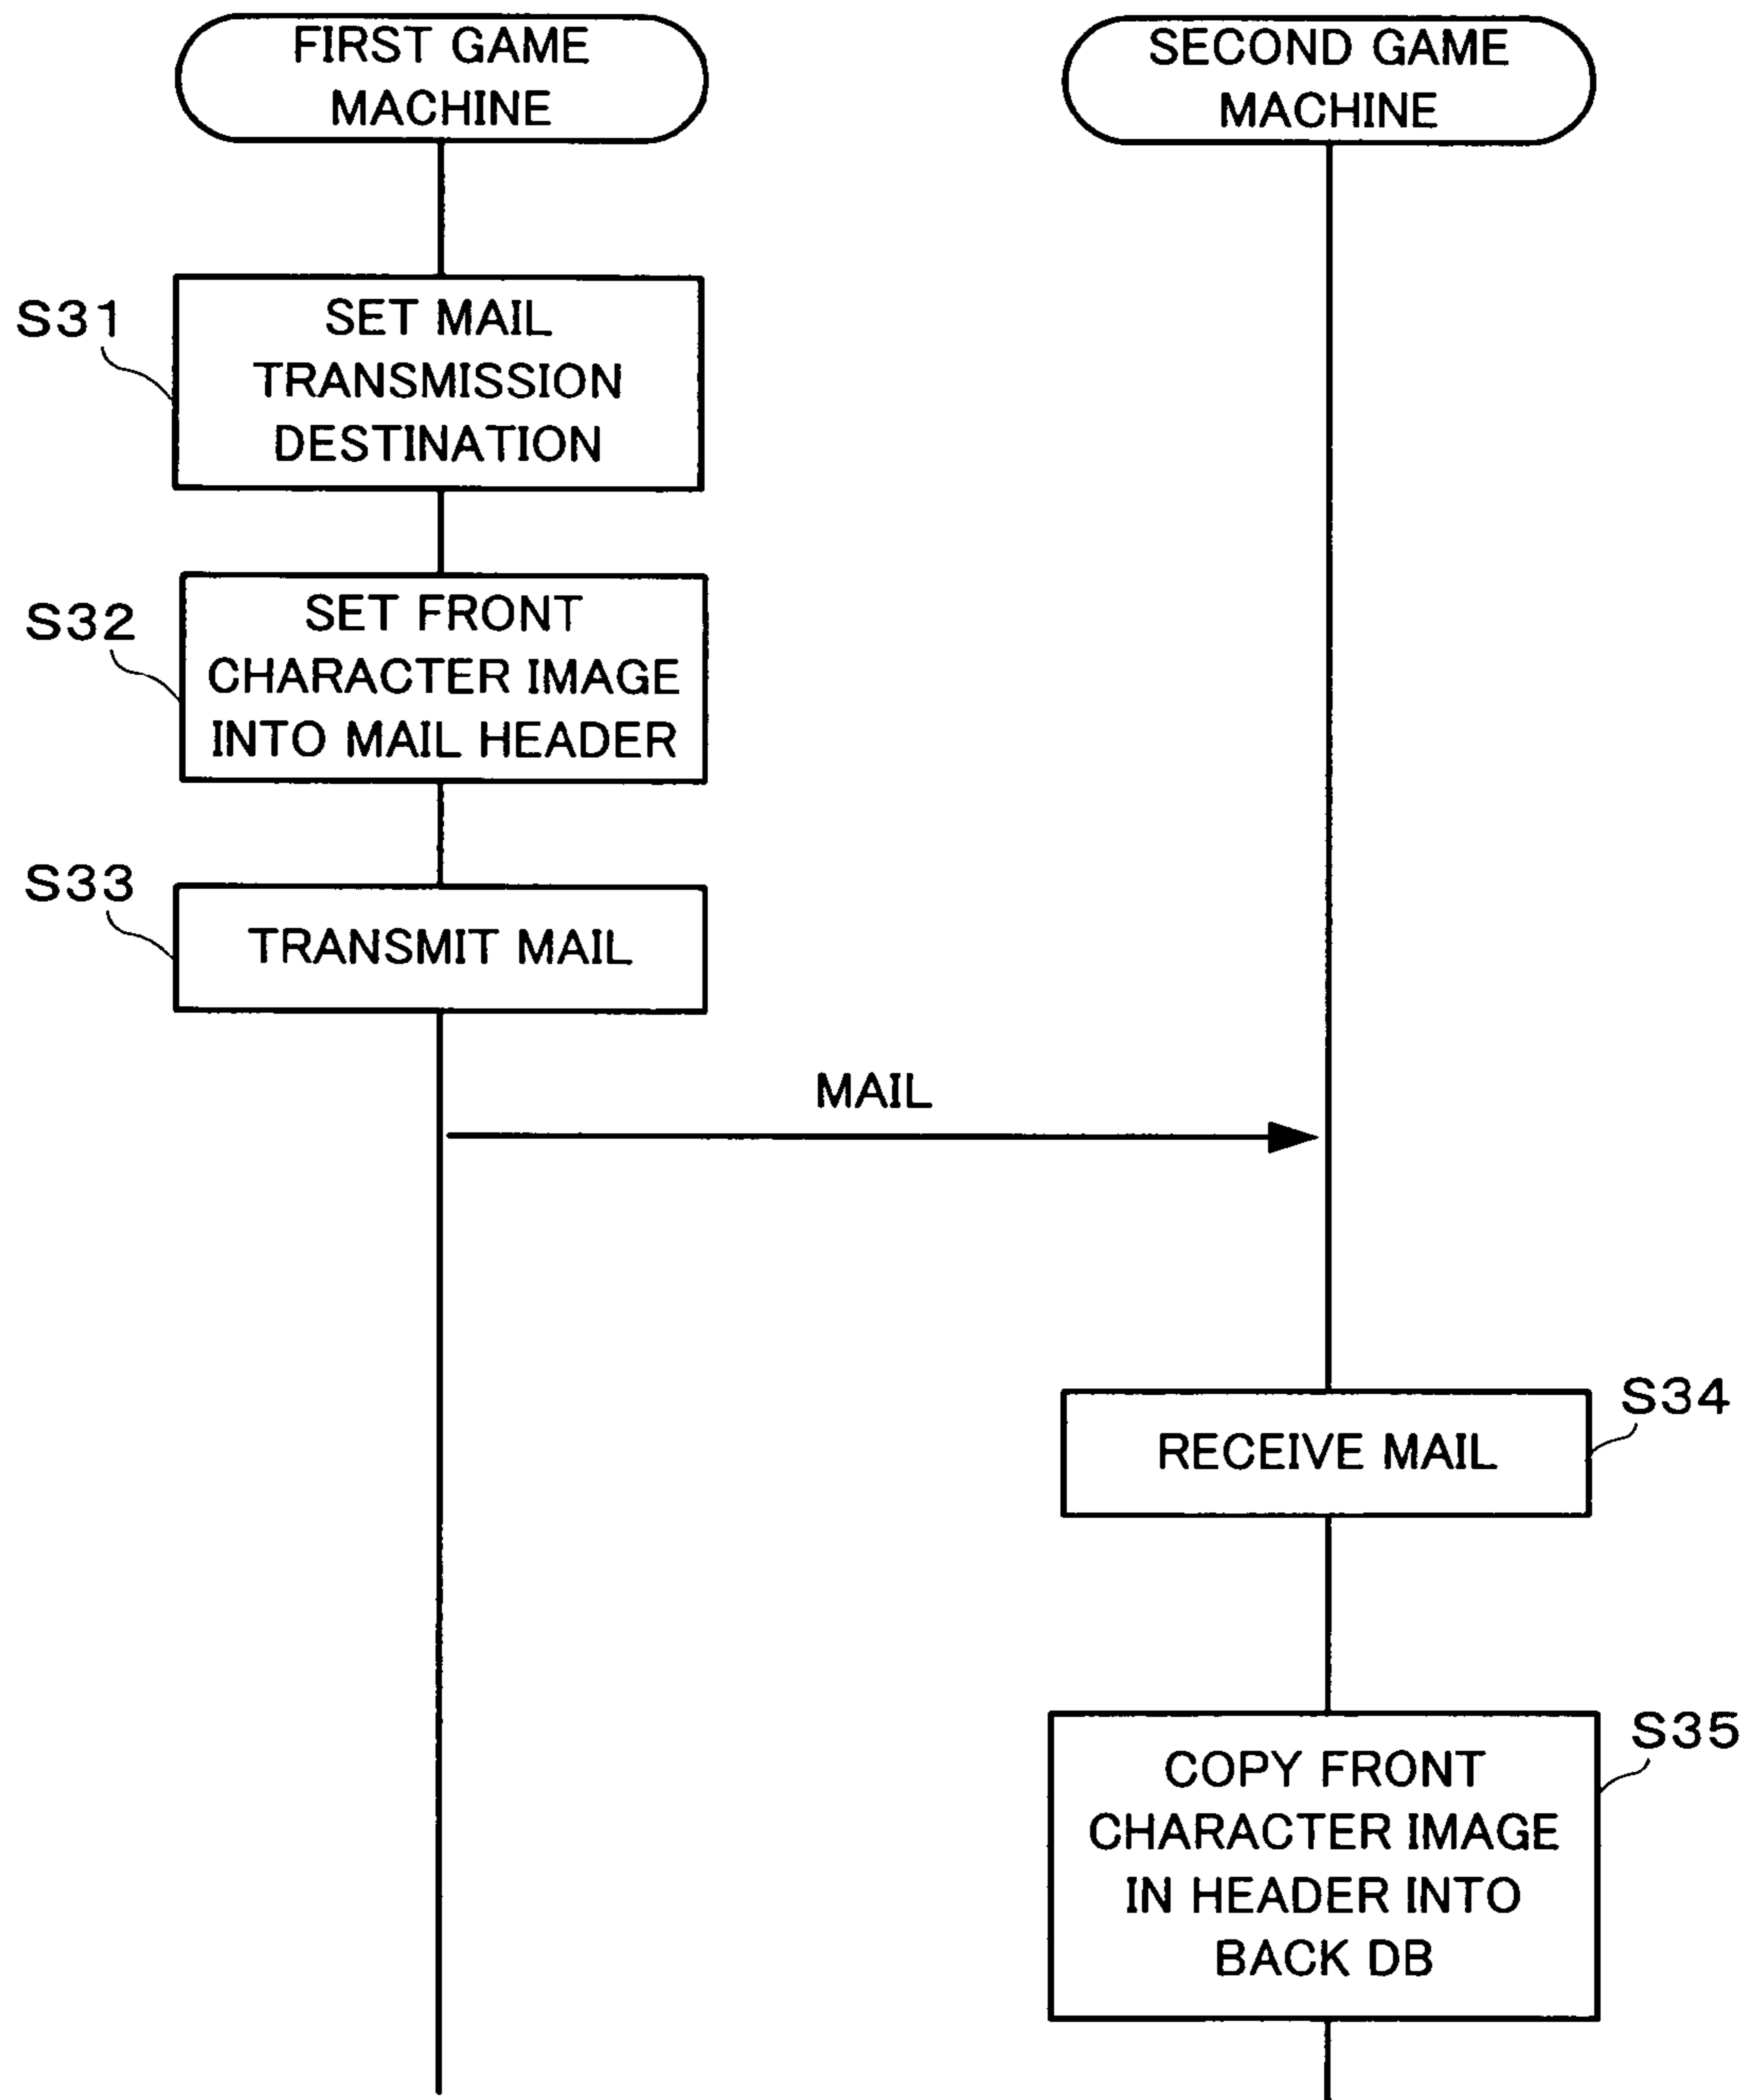 FIRST GAME
MACHINE
SECOND GAME
MACHINE
S31
SET MAIL
TRANSMISSION
DESTINATION
S32
SET FRONT
CHARACTER IMAGE
INTO MAIL HEADER
S33
TRANSMIT MAIL
MAIL
S34
RECEIVE MAIL
S35
COPY FRONT
CHARACTER IMAGE
IN HEADER INTO
BACK DB